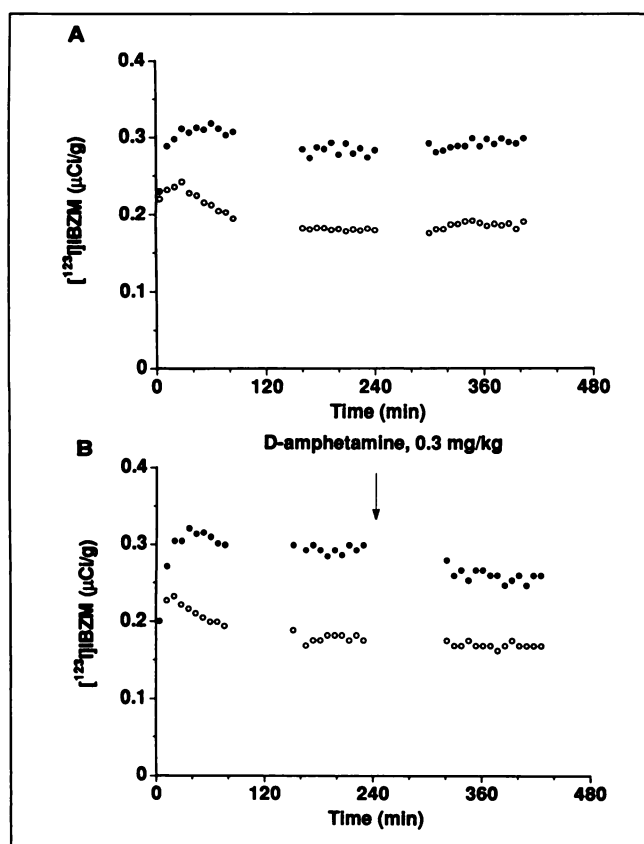 A
0.4
0.3
0.2
0.1
0
[¹²³I]IBZM (μCi/g)
0 120 240 360 480
Time (min)
B
D-amphetamine, 0.3 mg/kg
0.4
0.3
0.2
0.1
0
[¹²³I]IBZM (μCi/g)
0 120 240 360 480
Time (min)